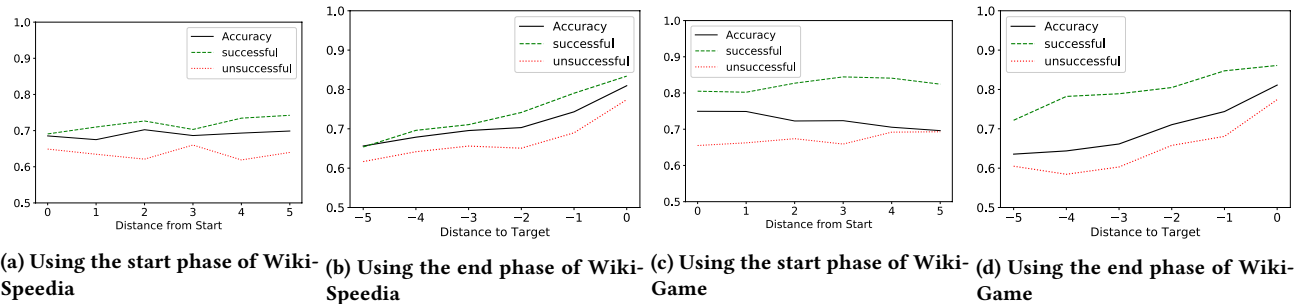 1.0
0.9
0.8
0.7
0.6
0.5
Accuracy
successful
unsuccessful
0 1 2 3 4 5
Distance from Start
(a) Using the start phase of Wiki-
Speedia
1.0
0.9
0.8
0.7
0.6
0.5
Accuracy
successful
unsuccessful
−5 −4 −3 −2 −1 0
Distance to Target
(b) Using the end phase of Wiki-
Speedia
1.0
0.9
0.8
0.7
0.6
0.5
Accuracy
successful
unsuccessful
0 1 2 3 4 5
Distance from Start
(c) Using the start phase of Wiki-
Game
1.0
0.9
0.8
0.7
0.6
0.5
Accuracy
successful
unsuccessful
−5 −4 −3 −2 −1 0
Distance to Target
(d) Using the end phase of Wiki-
Game